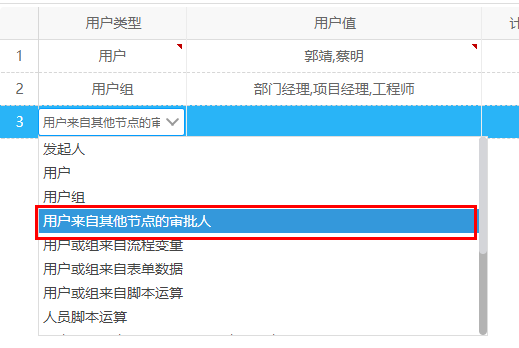 用户类型 用户值 计
1 用户 郭靖,蔡明
2 用户组 部门经理,项目经理,工程师
3 用户来自其他节点的审
发起人
用户
用户组
用户来自其他节点的审批人
用户或组来自流程变量
用户或组来自表单数据
用户或组来自脚本运算
人员脚本运算